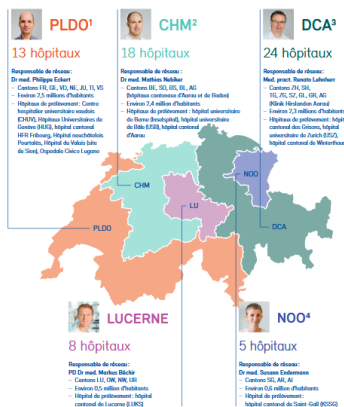 PLDO¹
13 hôpitaux
Responsable de réseau :
Dr med. Philippe Eckert
– Cantons FR, GE, VD, NE, JU, TI, VS
– Environ 2,5 millions d'habitants
– Hôpitaux de prélèvement : Centre
hospitalier universitaire vaudois
(CHUV), Hôpitaux Universitaires de
Genève (HUG), hôpital cantonal
HFR Fribourg, Hôpital neuchâtelois
Pourtalès, Hôpital du Valais (site
de Sion), Ospedale Civico Lugano
CHM²
18 hôpitaux
Responsable de réseau :
Dr med. Mathias Nebiker
– Cantons BE, SO, BS, BL, AG
(hôpitaux cantonaux d'Aarau et de Baden)
– Environ 2,4 millions d'habitants
– Hôpitaux de prélèvement : hôpital universitaire
de Berne (Inselspital), hôpital universitaire
de Bâle (USB), hôpital cantonal
d'Aarau
DCA³
24 hôpitaux
Responsable de réseau :
Med. pract. Renato Lenherr
– Cantons ZH, SH,
TG, ZG, SZ, GL, GR, AG
(Klinik Hirslanden Aarau)
– Environ 2,3 millions d'habitants
– Hôpitaux de prélèvement : hôpital
cantonal des Grisons, hôpital
universitaire de Zurich (USZ),
hôpital cantonal de Winterthour
CHM
NOO
LU
PLDO
DCA
LUCERNE
8 hôpitaux
Responsable de réseau :
PD Dr med. Markus Béchir
– Cantons LU, OW, NW, UR
– Environ 0,5 million d'habitants
– Hôpital de prélèvement : hôpital
cantonal de Lucerne (LUKS)
NOO⁴
5 hôpitaux
Responsable de réseau :
Dr med. Susann Endermann
– Cantons SG, AR, AI
– Environ 0,6 million d'habitants
– Hôpital de prélèvement : hôpital
cantonal de Saint-Gall (KSSG)